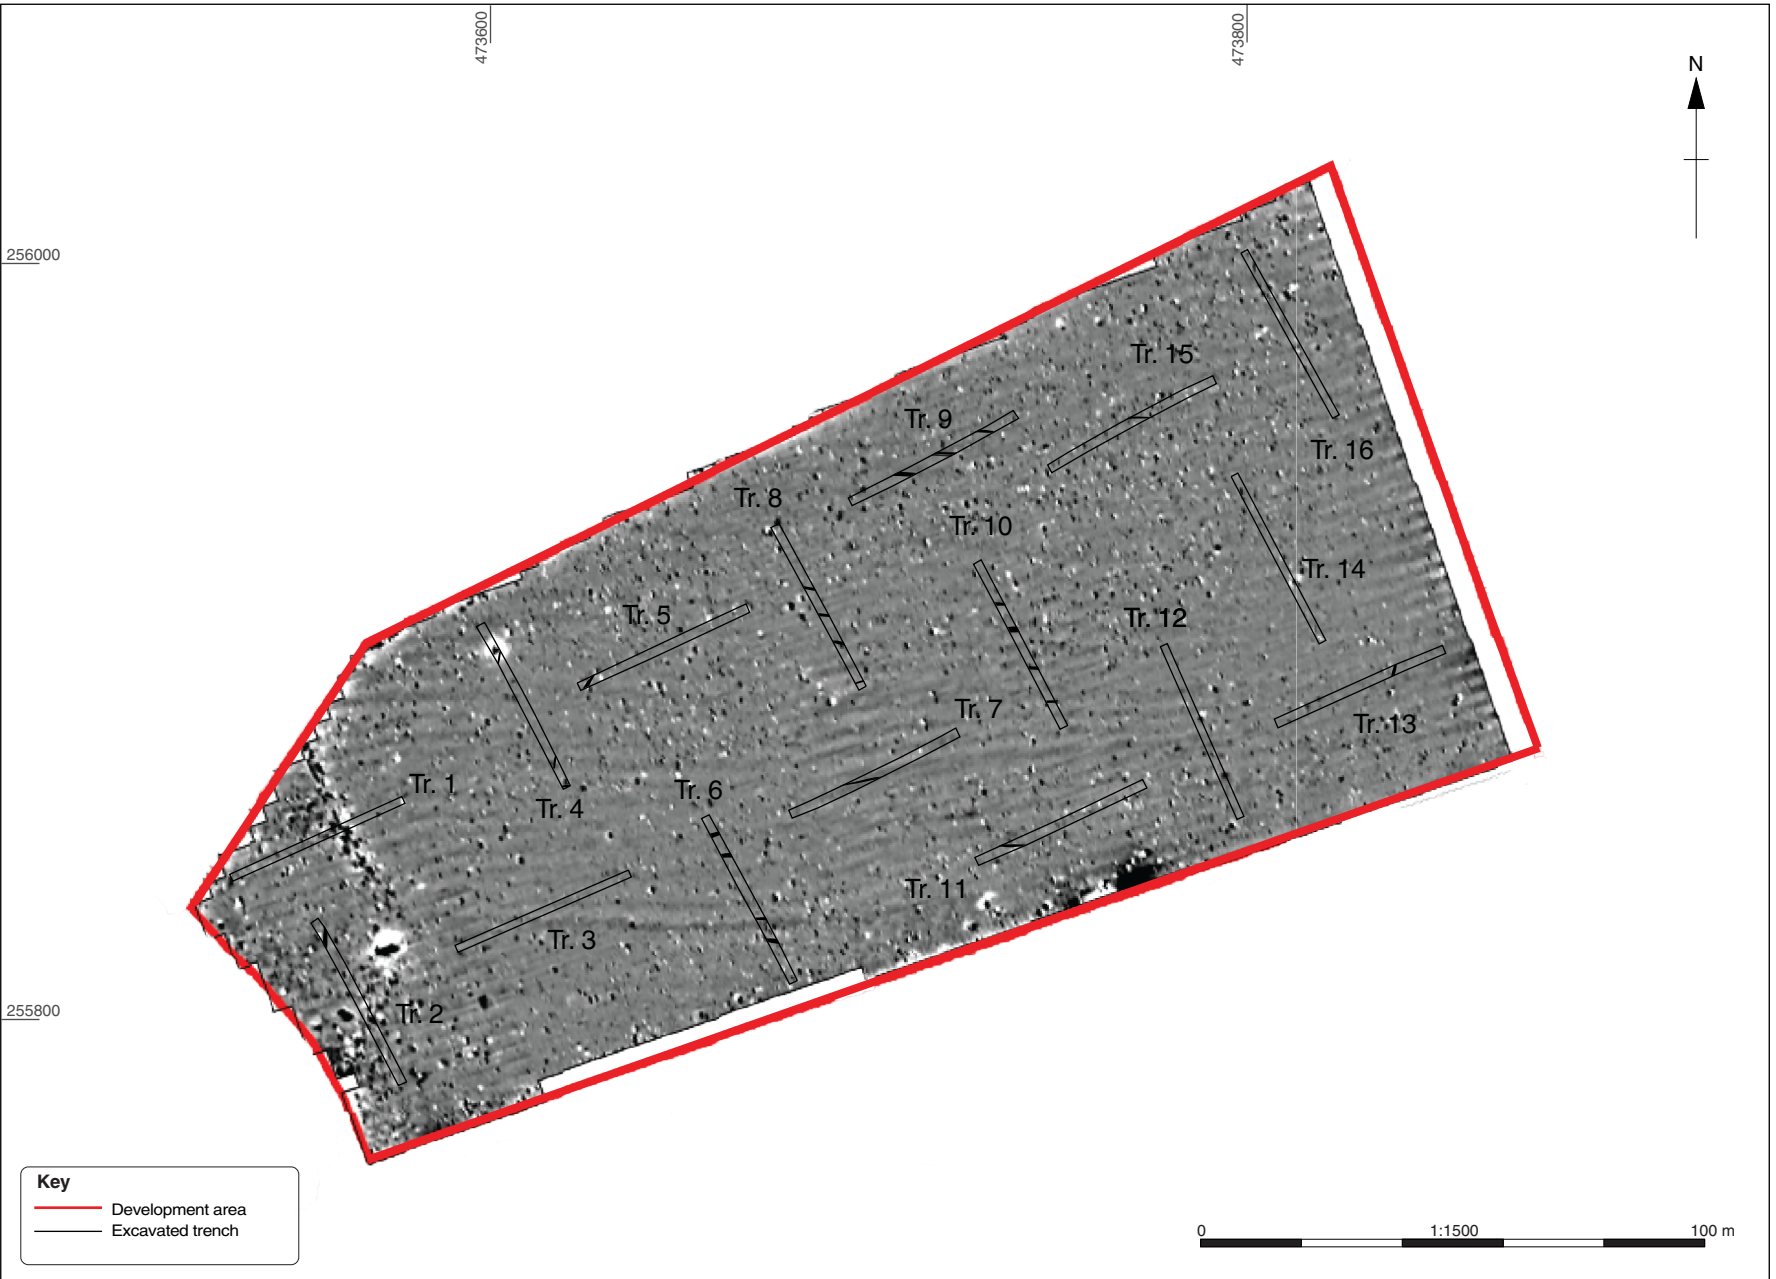 473600
473800
N
256000
Tr. 15
Tr. 9
Tr. 16
Tr. 8
Tr. 10
Tr. 14
Tr. 5
Tr. 12
Tr. 7
Tr. 13
Tr. 1
Tr. 6
Tr. 4
Tr. 11
Tr. 3
255800
Tr. 2
Key
Development area
Excavated trench
0
1:1500
100 m